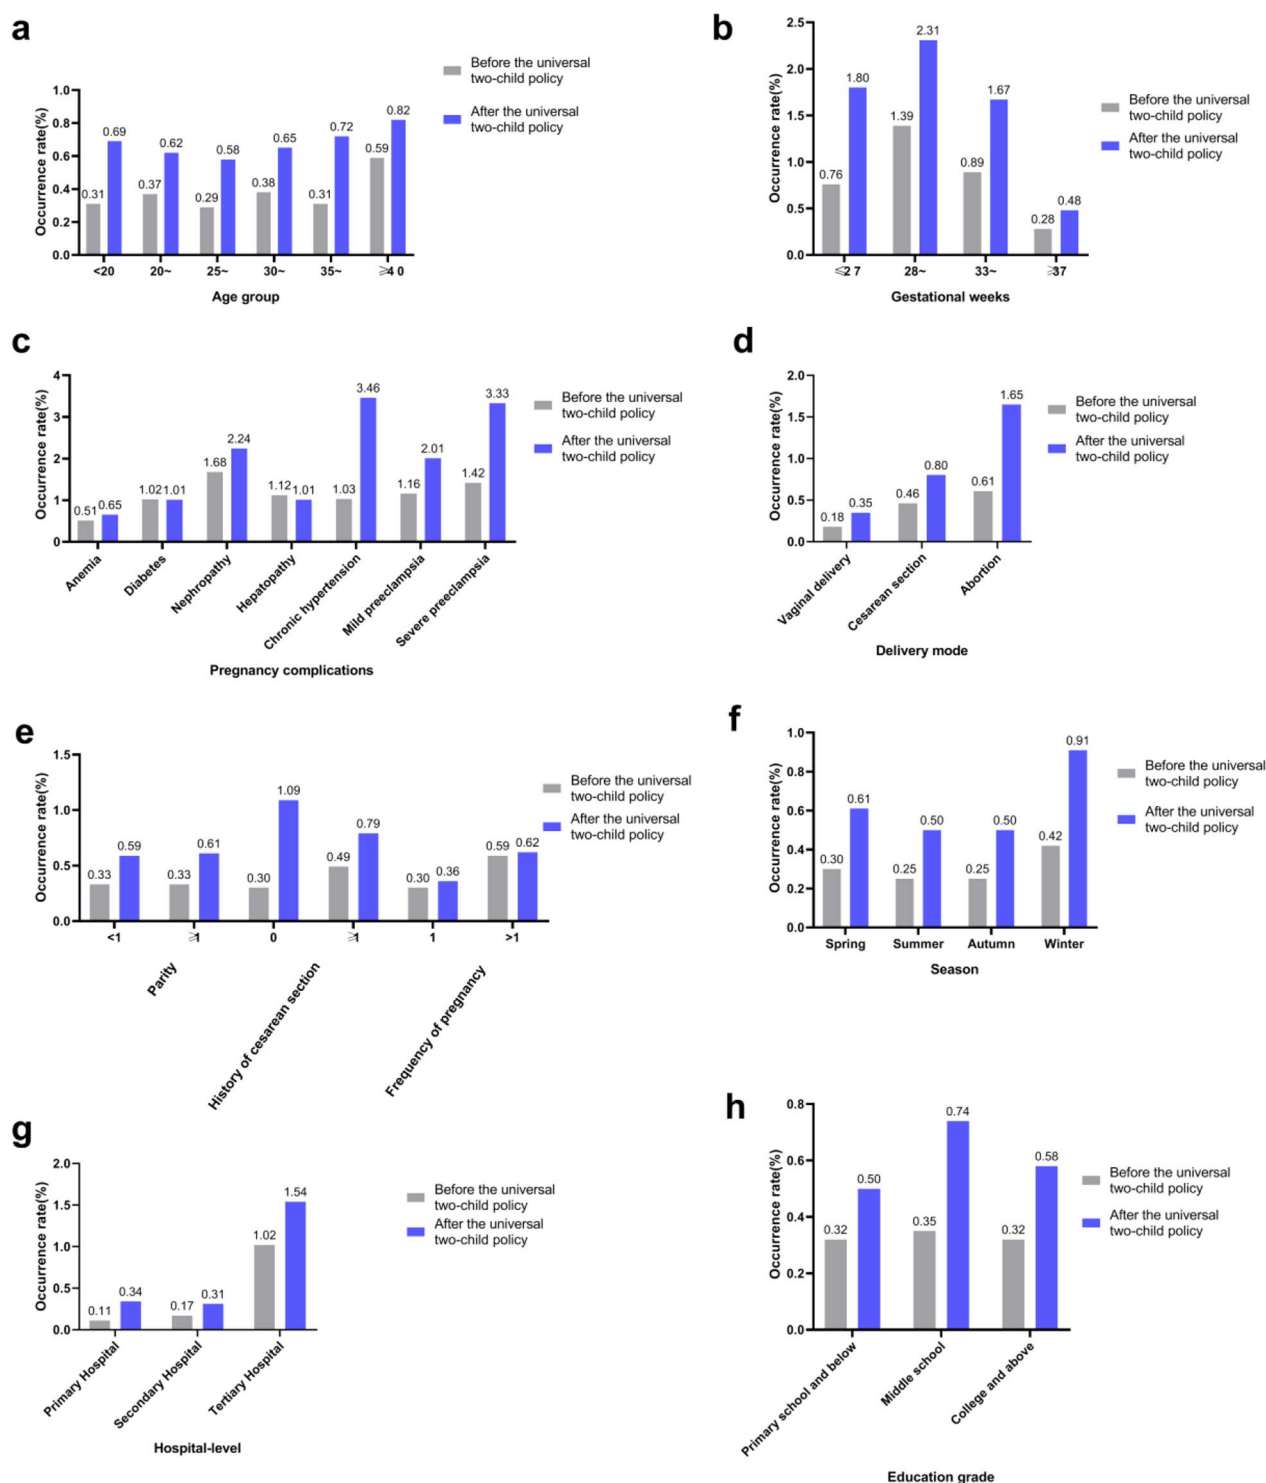 a
Before the universal
two-child policy
After the universal
two-child policy
Occurrence rate(%)
1.0
0.8
0.6
0.4
0.2
0.0
0.31 0.69 0.37 0.62 0.29 0.58 0.38 0.65 0.31 0.72 0.59 0.82
<20 20~ 25~ 30~ 35~ ⩾4 0
Age group
b
Before the universal
two-child policy
After the universal
two-child policy
Occurrence rate(%)
2.5
2.0
1.5
1.0
0.5
0.0
0.76 1.80 1.39 2.31 0.89 1.67 0.28 0.48
⩽2 7 28~ 33~ ⩾37
Gestational weeks
c
Before the universal
two-child policy
After the universal
two-child policy
Occurrence rate(%)
4
3
2
1
0
0.51 0.65 1.02 1.01 1.68 2.24 1.12 1.01 1.03 3.46 1.16 2.01 1.42 3.33
Anemia
Diabetes
Nephropathy
Hepatopathy
Chronic hypertension
Mild preeclampsia
Severe preeclampsia
Pregnancy complications
d
Before the universal
two-child policy
After the universal
two-child policy
Occurrence rate(%)
2.0
1.5
1.0
0.5
0.0
0.18 0.35 0.46 0.80 0.61 1.65
Vaginal delivery
Cesarean section
Abortion
Delivery mode
e
Before the universal
two-child policy
After the universal
two-child policy
Occurrence rate(%)
1.5
1.0
0.5
0.0
0.33 0.59 0.33 0.61 0.30 1.09 0.49 0.79 0.30 0.36 0.59 0.62
<1 ⩾1 0 ⩾1 1 >1
Parity
History of cesarean section
Frequency of pregnancy
f
Before the universal
two-child policy
After the universal
two-child policy
Occurrence rate(%)
1.0
0.8
0.6
0.4
0.2
0.0
0.30 0.61 0.25 0.50 0.25 0.50 0.42 0.91
Spring Summer Autumn Winter
Season
g
Before the universal
two-child policy
After the universal
two-child policy
Occurrence rate(%)
2.0
1.5
1.0
0.5
0.0
0.11 0.34 0.17 0.31 1.02 1.54
Primary Hospital
Secondary Hospital
Tertiary Hospital
Hospital-level
h
Before the universal
two-child policy
After the universal
two-child policy
Occurrence rate(%)
0.8
0.6
0.4
0.2
0.0
0.32 0.50 0.35 0.74 0.32 0.58
Primary school and below
Middle school
College and above
Education grade